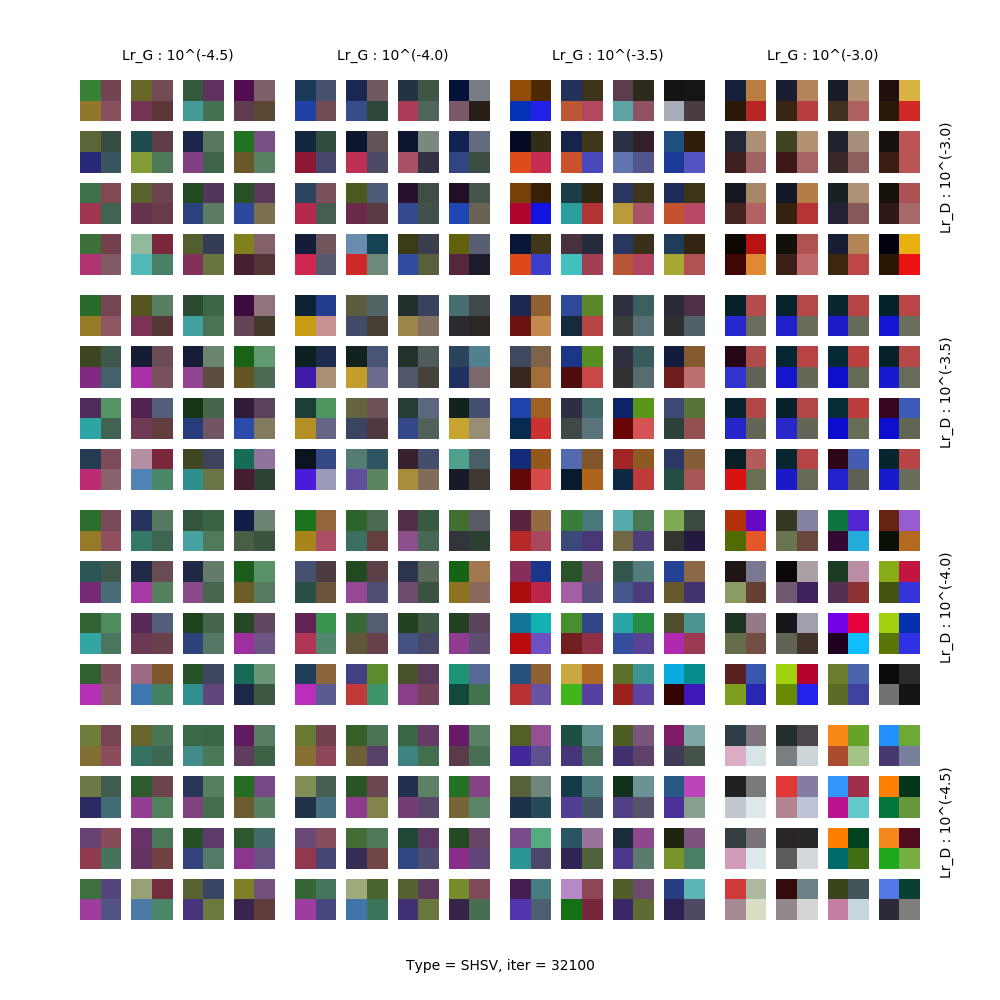 Lr_G : 10^(-4.5)
Lr_G : 10^(-4.0)
Lr_G : 10^(-3.5)
Lr_G : 10^(-3.0)
Lr_D : 10^(-3.0)
Lr_D : 10^(-3.5)
Lr_D : 10^(-4.0)
Lr_D : 10^(-4.5)
Type = SHSV, iter = 32100